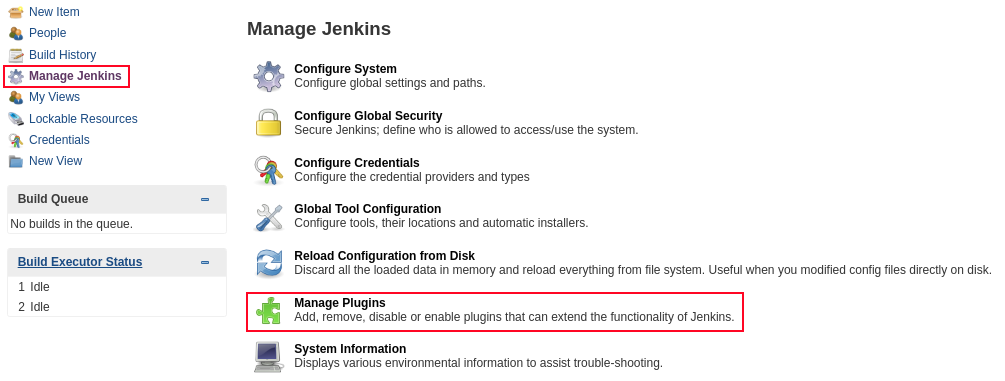 New Item
People
Build History
Manage Jenkins
My Views
Lockable Resources
Credentials
New View
Build Queue
No builds in the queue.
Build Executor Status
1 Idle
2 Idle
Manage Jenkins
Configure System
Configure global settings and paths.
Configure Global Security
Secure Jenkins; define who is allowed to access/use the system.
Configure Credentials
Configure the credential providers and types
Global Tool Configuration
Configure tools, their locations and automatic installers.
Reload Configuration from Disk
Discard all the loaded data in memory and reload everything from file system. Useful when you modified config files directly on disk.
Manage Plugins
Add, remove, disable or enable plugins that can extend the functionality of Jenkins.
System Information
Displays various environmental information to assist trouble-shooting.